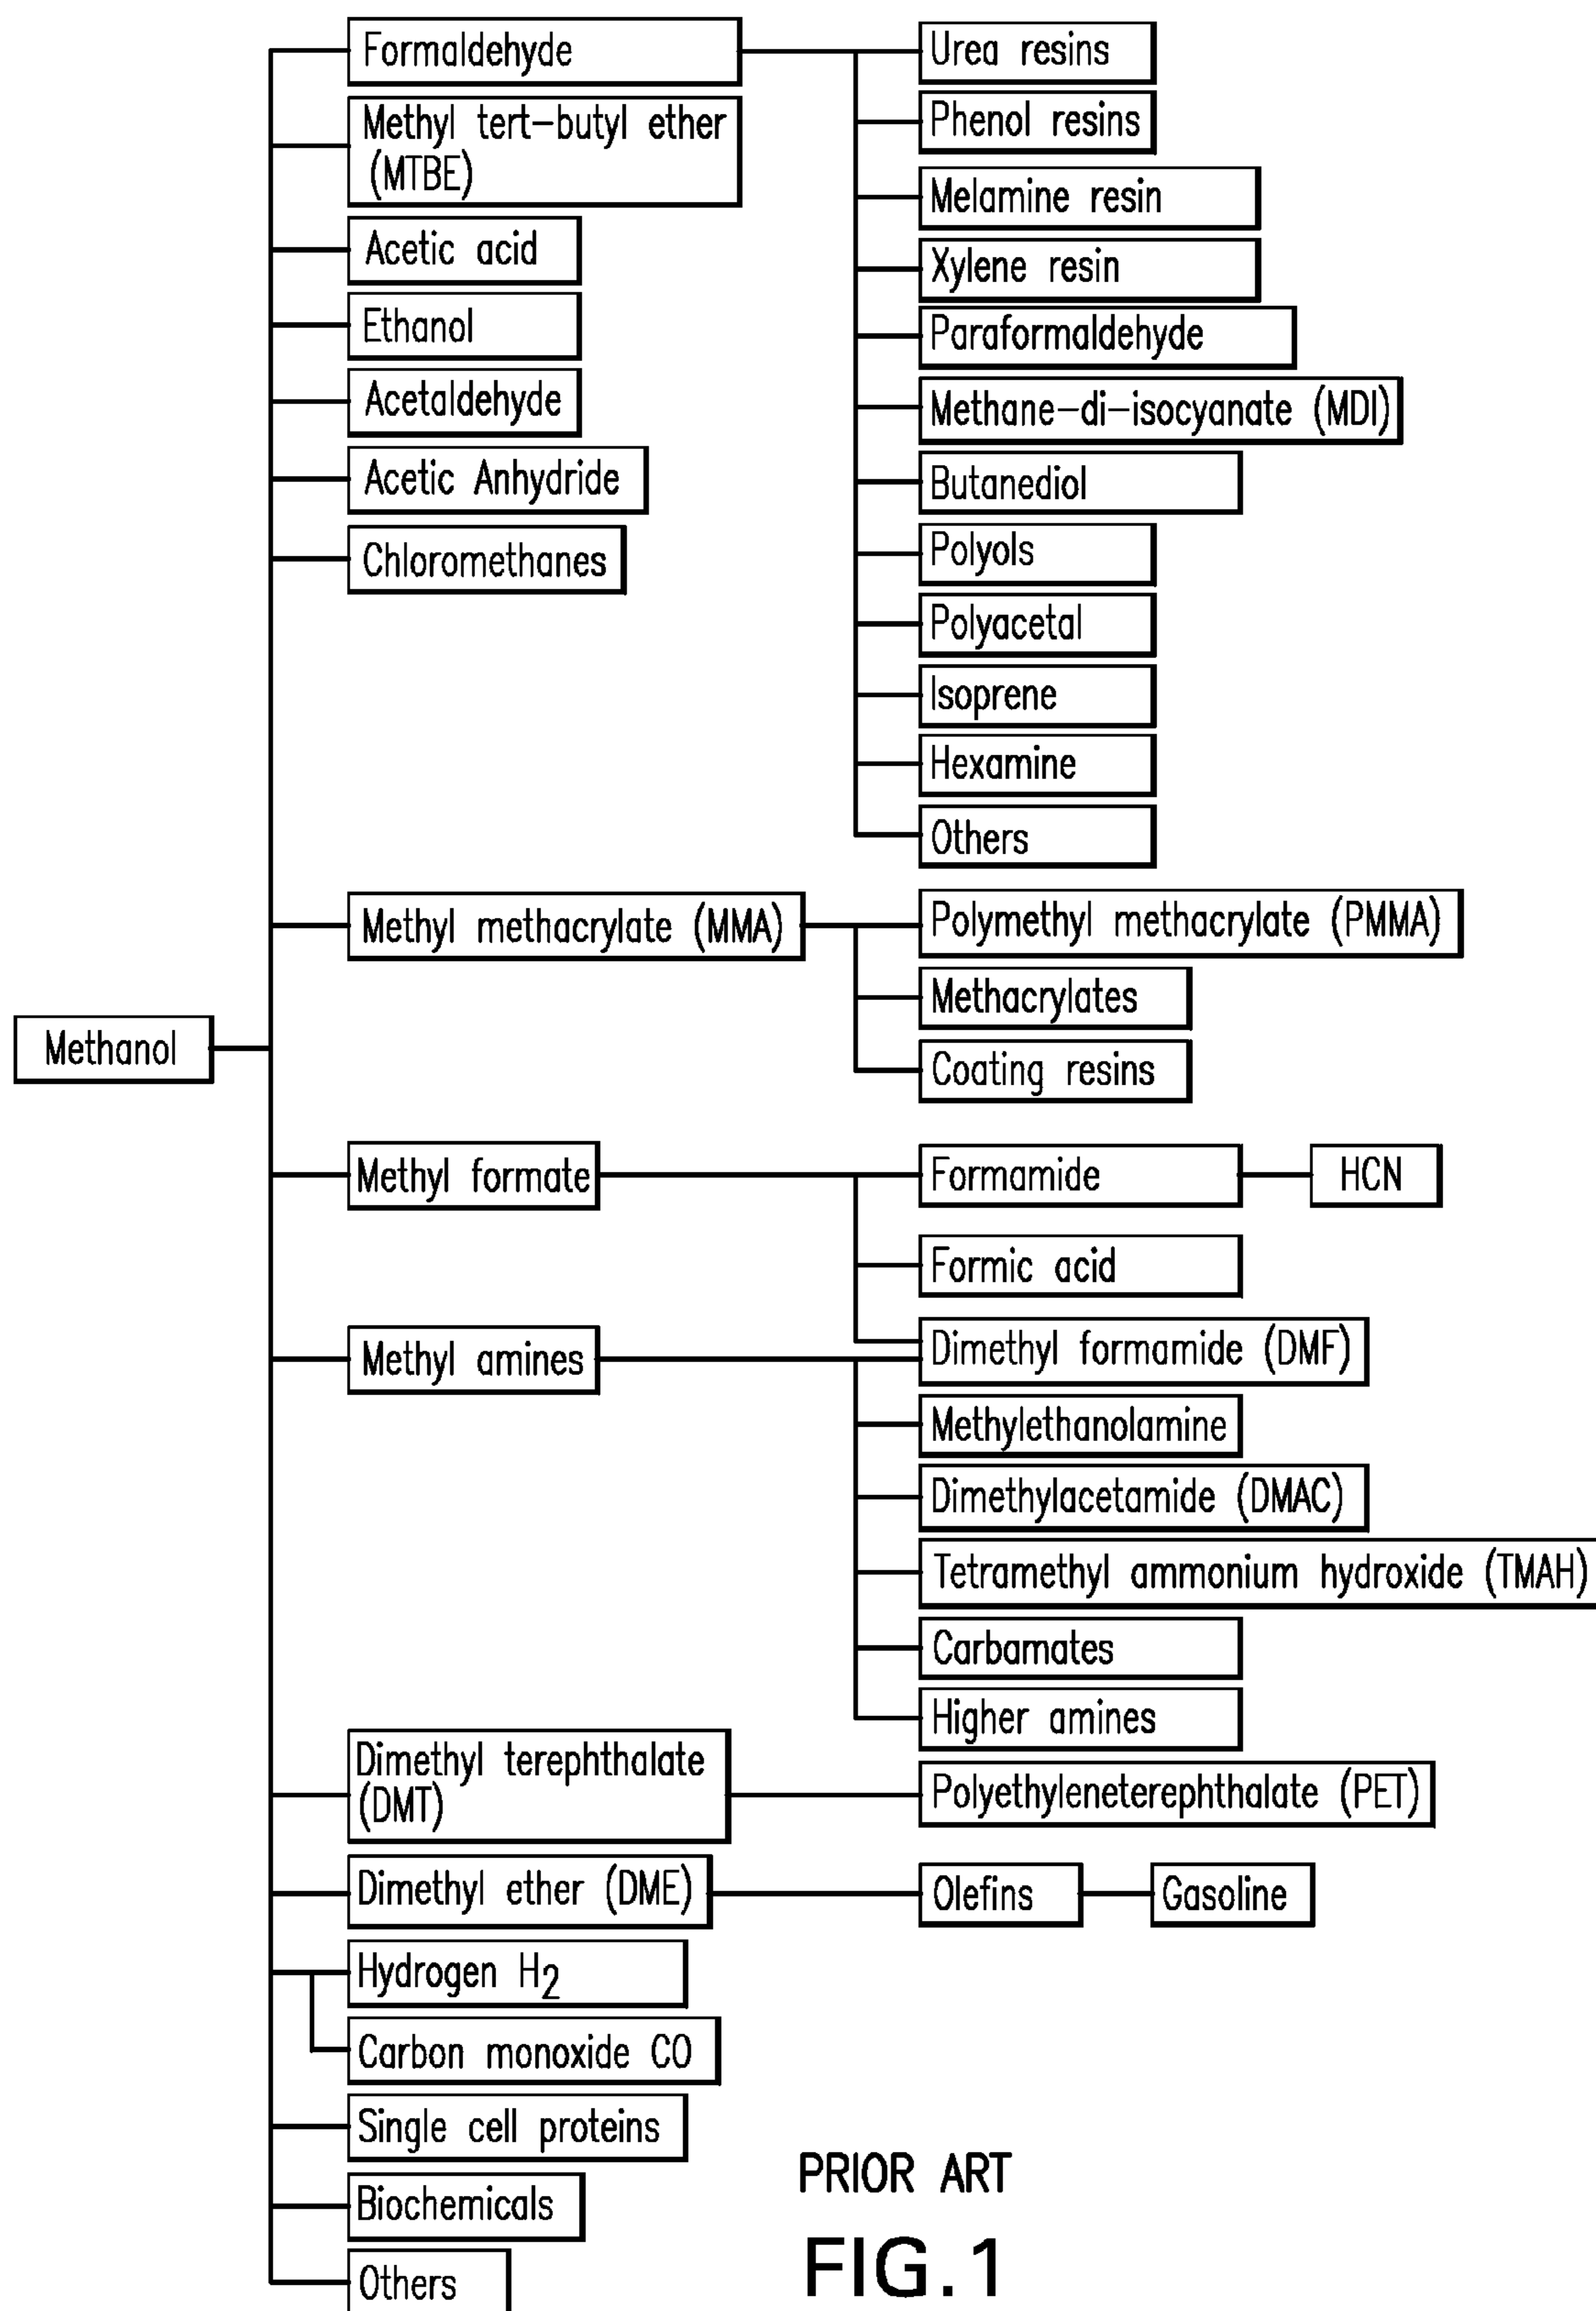 Formaldehyde
Methyl tert-butyl ether
(MTBE)
Acetic acid
Ethanol
Acetaldehyde
Acetic Anhydride
Chloromethanes
Urea resins
Phenol resins
Melamine resin
Xylene resin
Paraformaldehyde
Methane-di-isocyanate (MDI)
Butanediol
Polyols
Polyacetal
Isoprene
Hexamine
Others
Methyl methacrylate (MMA)
Polymethyl methacrylate (PMMA)
Methacrylates
Coating resins
Methanol
Methyl formate
Formamide
HCN
Formic acid
Methyl amines
Dimethyl formamide (DMF)
Methylethanolamine
Dimethylacetamide (DMAC)
Tetramethyl ammonium hydroxide (TMAH)
Carbamates
Higher amines
Dimethyl terephthalate
(DMT)
Polyethyleneterephthalate (PET)
Dimethyl ether (DME)
Olefins
Gasoline
Hydrogen H2
Carbon monoxide CO
Single cell proteins
Biochemicals
Others
PRIOR ART
FIG.1